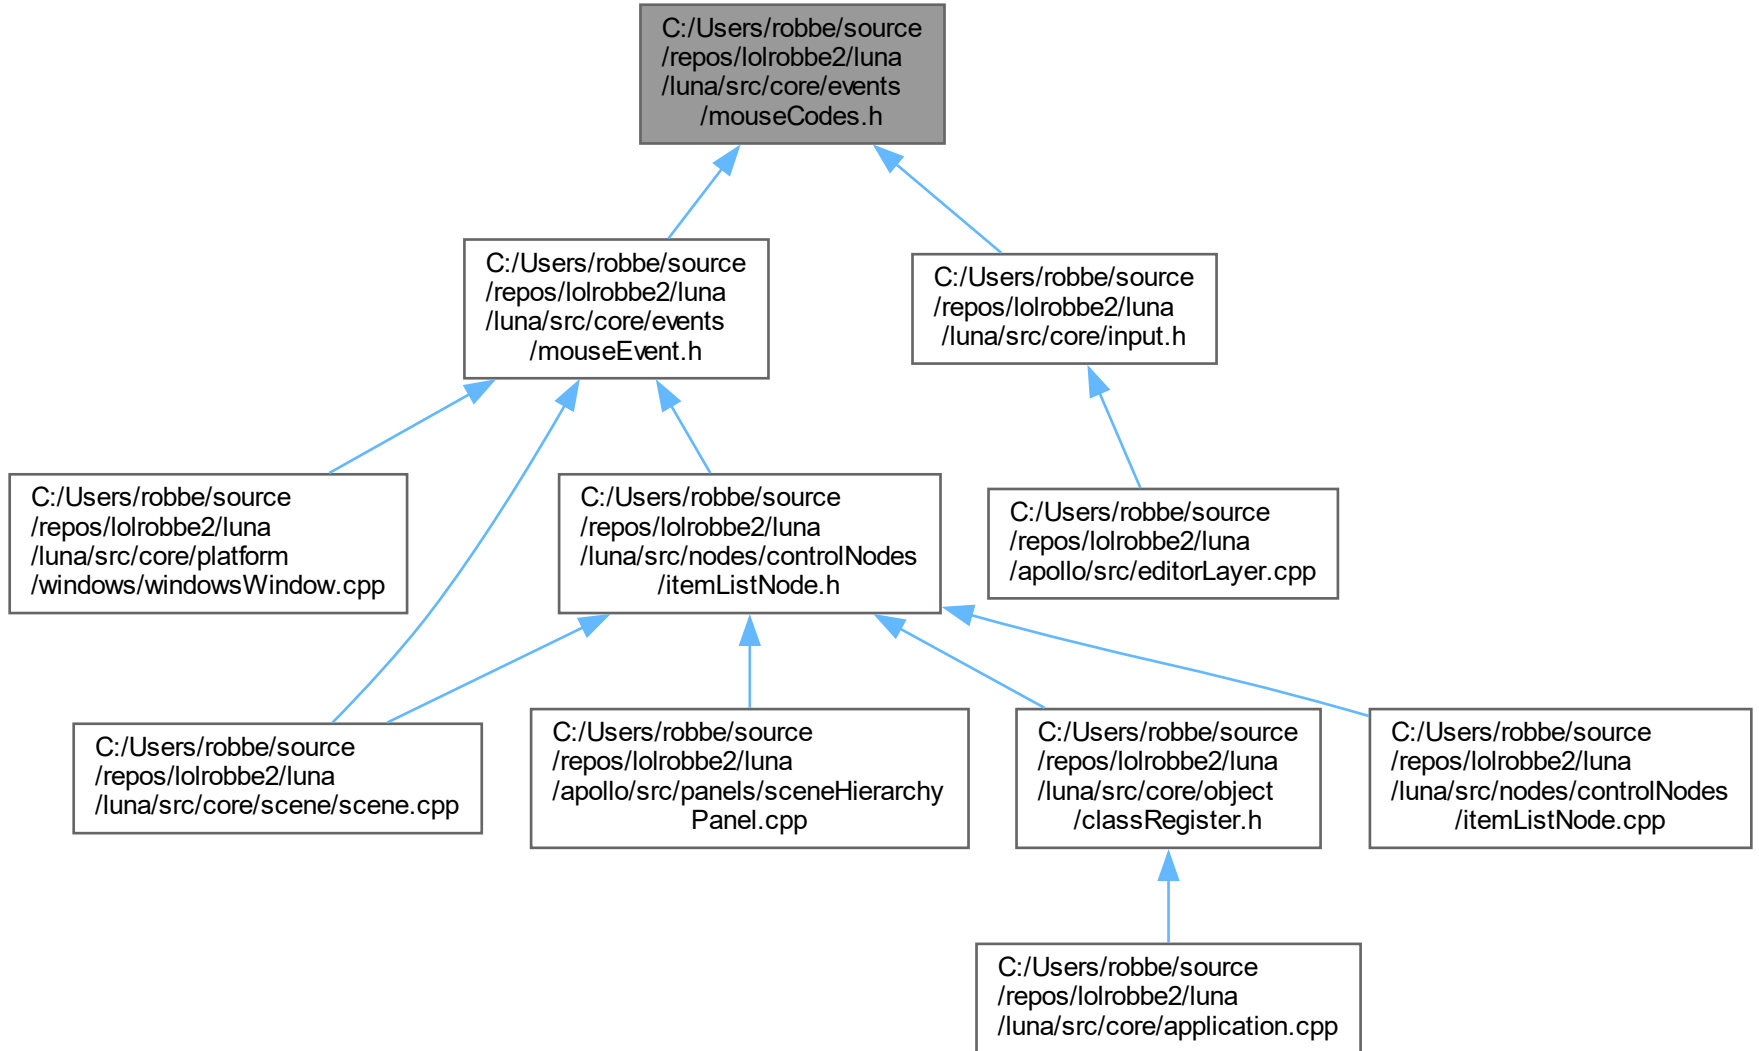 C:/Users/robbe/source
/repos/lolrobbe2/luna
/luna/src/core/events
/mouseCodes.h
C:/Users/robbe/source
/repos/lolrobbe2/luna
/luna/src/core/events
/mouseEvent.h
C:/Users/robbe/source
/repos/lolrobbe2/luna
/luna/src/core/input.h
C:/Users/robbe/source
/repos/lolrobbe2/luna
/luna/src/core/platform
/windows/windowsWindow.cpp
C:/Users/robbe/source
/repos/lolrobbe2/luna
/luna/src/nodes/controlNodes
/itemListNode.h
C:/Users/robbe/source
/repos/lolrobbe2/luna
/apollo/src/editorLayer.cpp
C:/Users/robbe/source
/repos/lolrobbe2/luna
/luna/src/core/scene/scene.cpp
C:/Users/robbe/source
/repos/lolrobbe2/luna
/apollo/src/panels/sceneHierarchy
Panel.cpp
C:/Users/robbe/source
/repos/lolrobbe2/luna
/luna/src/core/object
/classRegister.h
C:/Users/robbe/source
/repos/lolrobbe2/luna
/luna/src/nodes/controlNodes
/itemListNode.cpp
C:/Users/robbe/source
/repos/lolrobbe2/luna
/luna/src/core/application.cpp